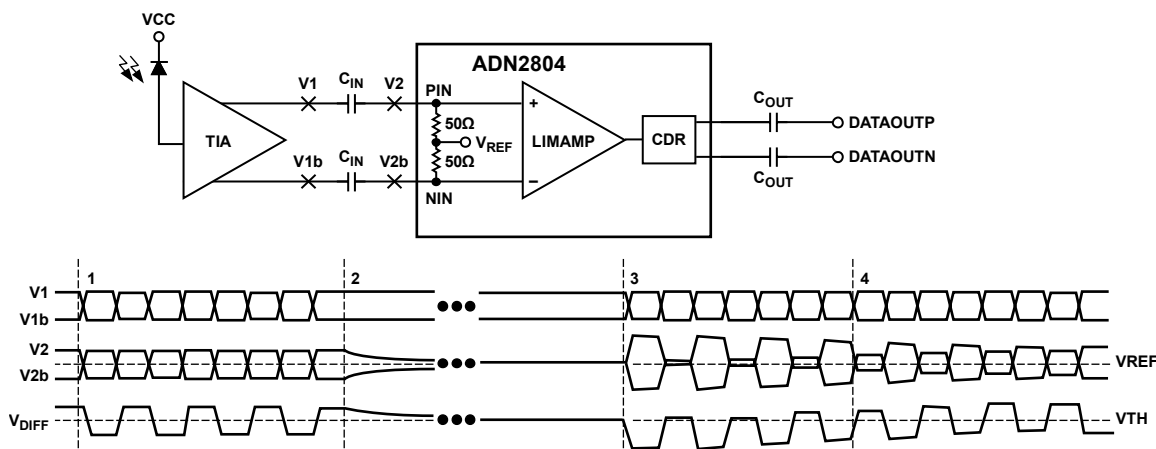 VCC
ADN2804
V1
C_IN
V2
PIN
50Ω
V_REF
50Ω
NIN
TIA
V1b
C_IN
V2b
+
LIMAMP
−
CDR
C_OUT
DATAOUTP
DATAOUTN
C_OUT
1
2
3
4
V1
V1b
V2
V2b
VREF
V_DIFF
VTH